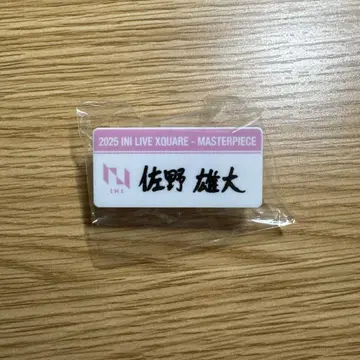 2025 INI LIVE XQUARE - MASTERPIECE
INI
佐野 雄大